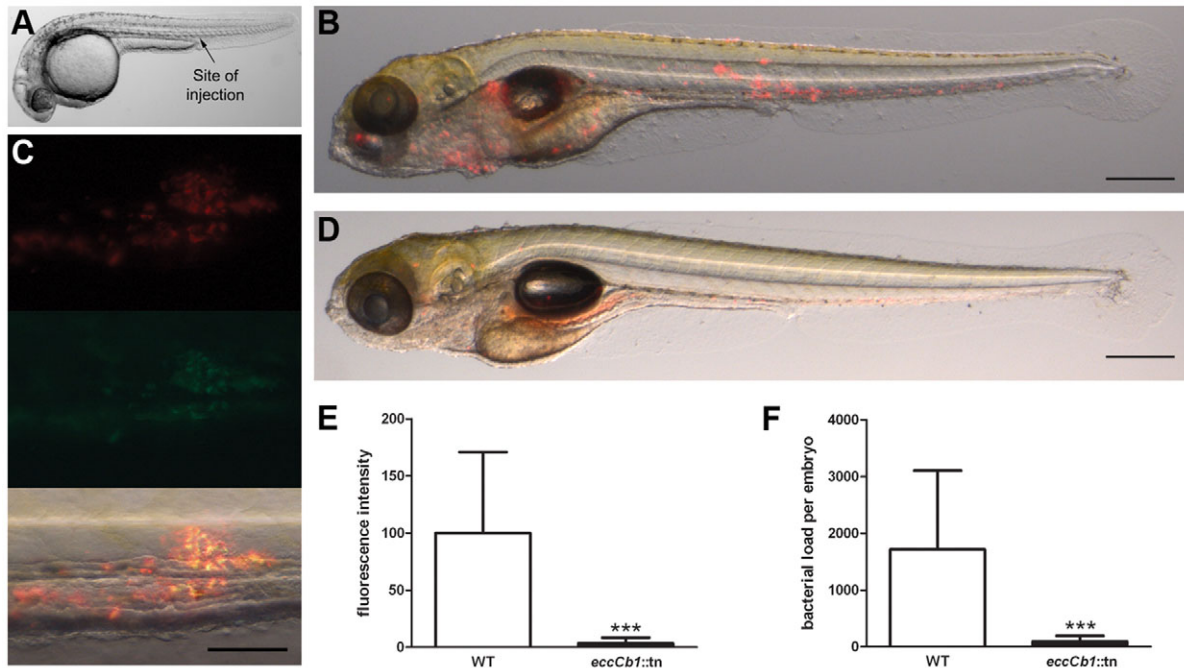 A
Site of
injection
B
C
D
E
fluorescence intensity
200
150
100
50
0
WT
***
eccCb1::tn
F
bacterial load per embryo
4000
3000
2000
1000
0
WT
***
eccCb1::tn